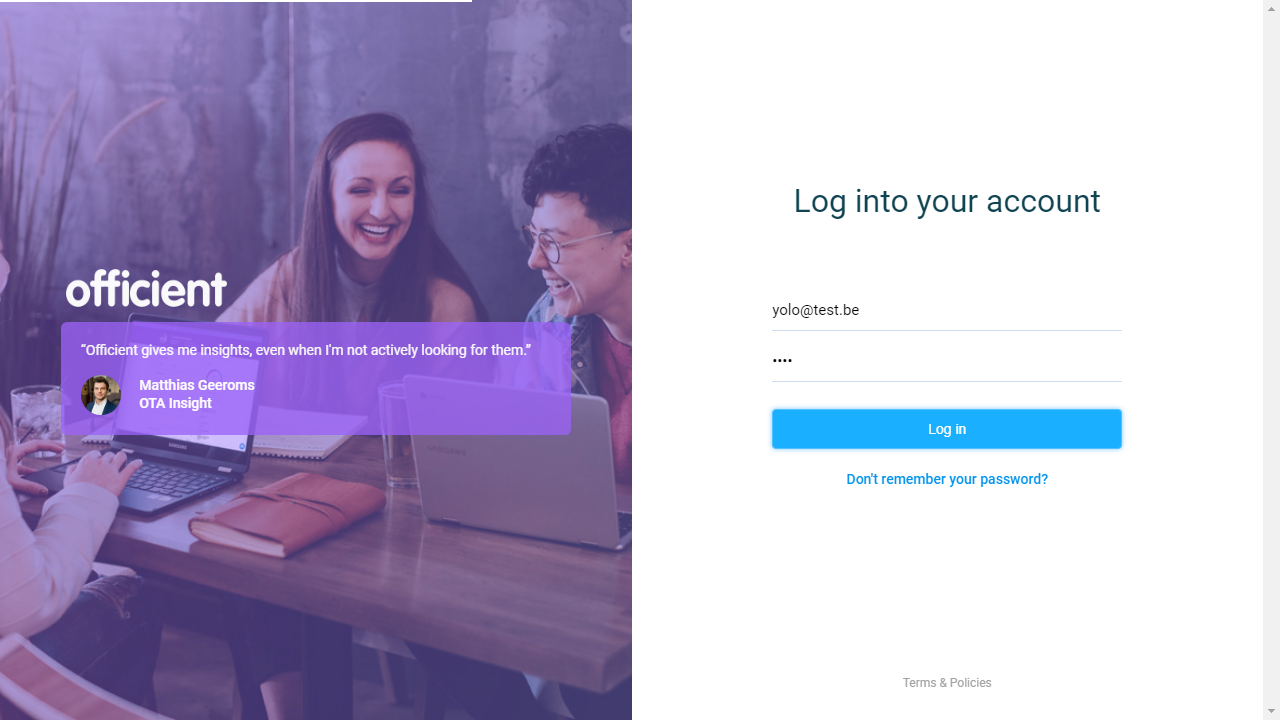 officient
“Officient gives me insights, even when I'm not actively looking for them.”
Matthias Geeroms
OTA Insight
Log into your account
yolo@test.be
••••
Log in
Don't remember your password?
Terms & Policies